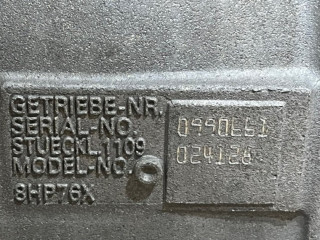 GETRIEBE-NR.
SERIAL-NO. 0990661
STUECKL.1109
MODEL-NO. 024126
8HP76X